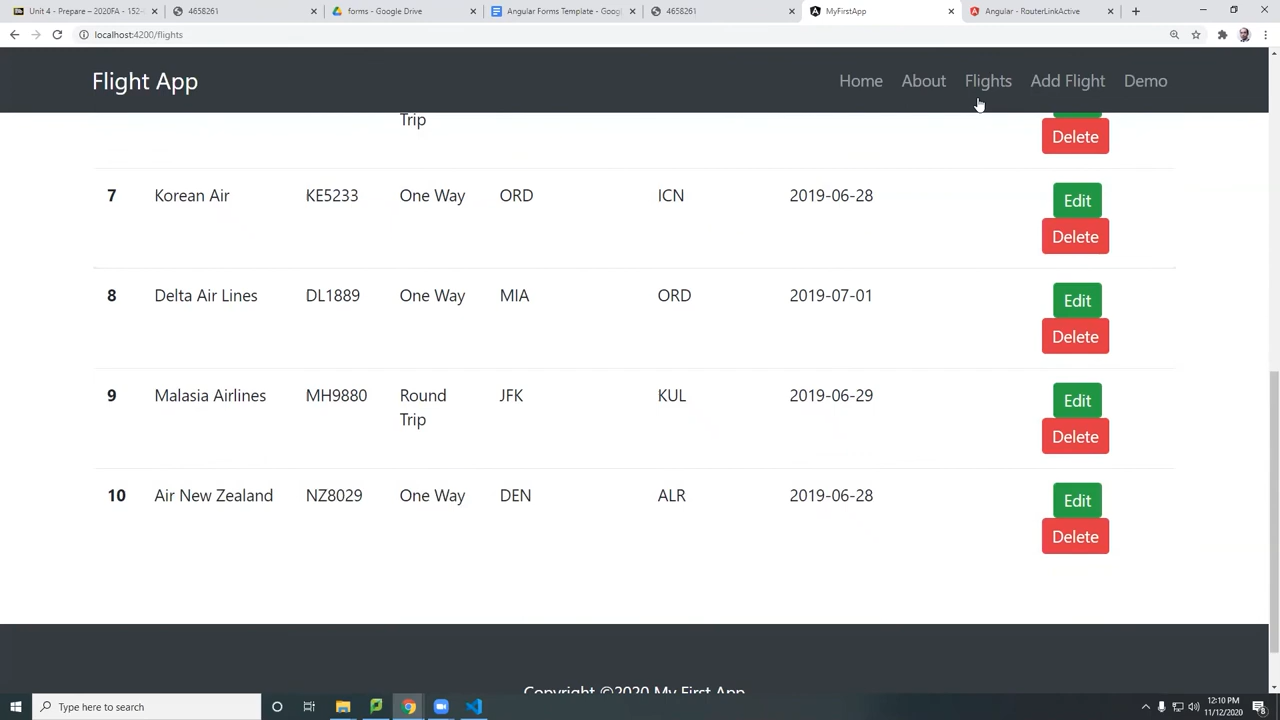 Unit 4 - Prepare – 2020FA - 152-
4658261
forms - Google Drive
Angular Forms Template - Googl
4658261
MyFirstApp
Angular - RouterLinkActive
localhost:4200/flights
Flight App
Home
About
Flights
Add Flight
Demo
Trip
Delete
7 Korean Air KE5233 One Way ORD ICN 2019-06-28 Edit
Delete
8 Delta Air Lines DL1889 One Way MIA ORD 2019-07-01 Edit
Delete
9 Malasia Airlines MH9880 Round JFK KUL 2019-06-29 Edit
Trip
Delete
10 Air New Zealand NZ8029 One Way DEN ALR 2019-06-28 Edit
Delete
Copyright ©2020 My First App
Type here to search
12:10 PM
11/12/2020